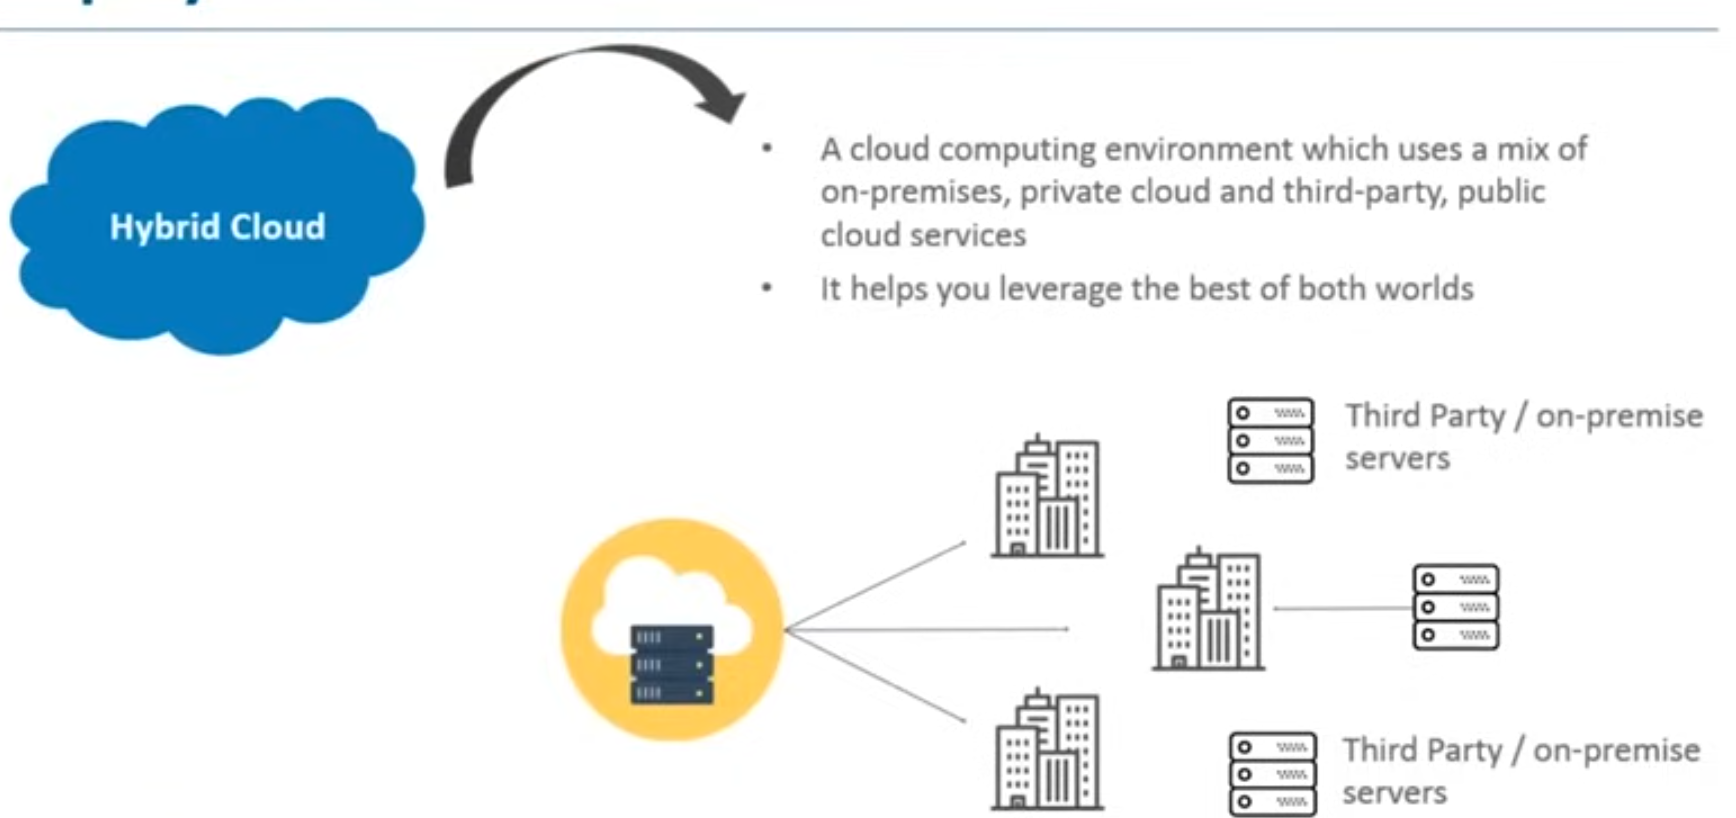 Hybrid Cloud
• A cloud computing environment which uses a mix of
on-premises, private cloud and third-party, public
cloud services
• It helps you leverage the best of both worlds
Third Party / on-premise
servers
Third Party / on-premise
servers